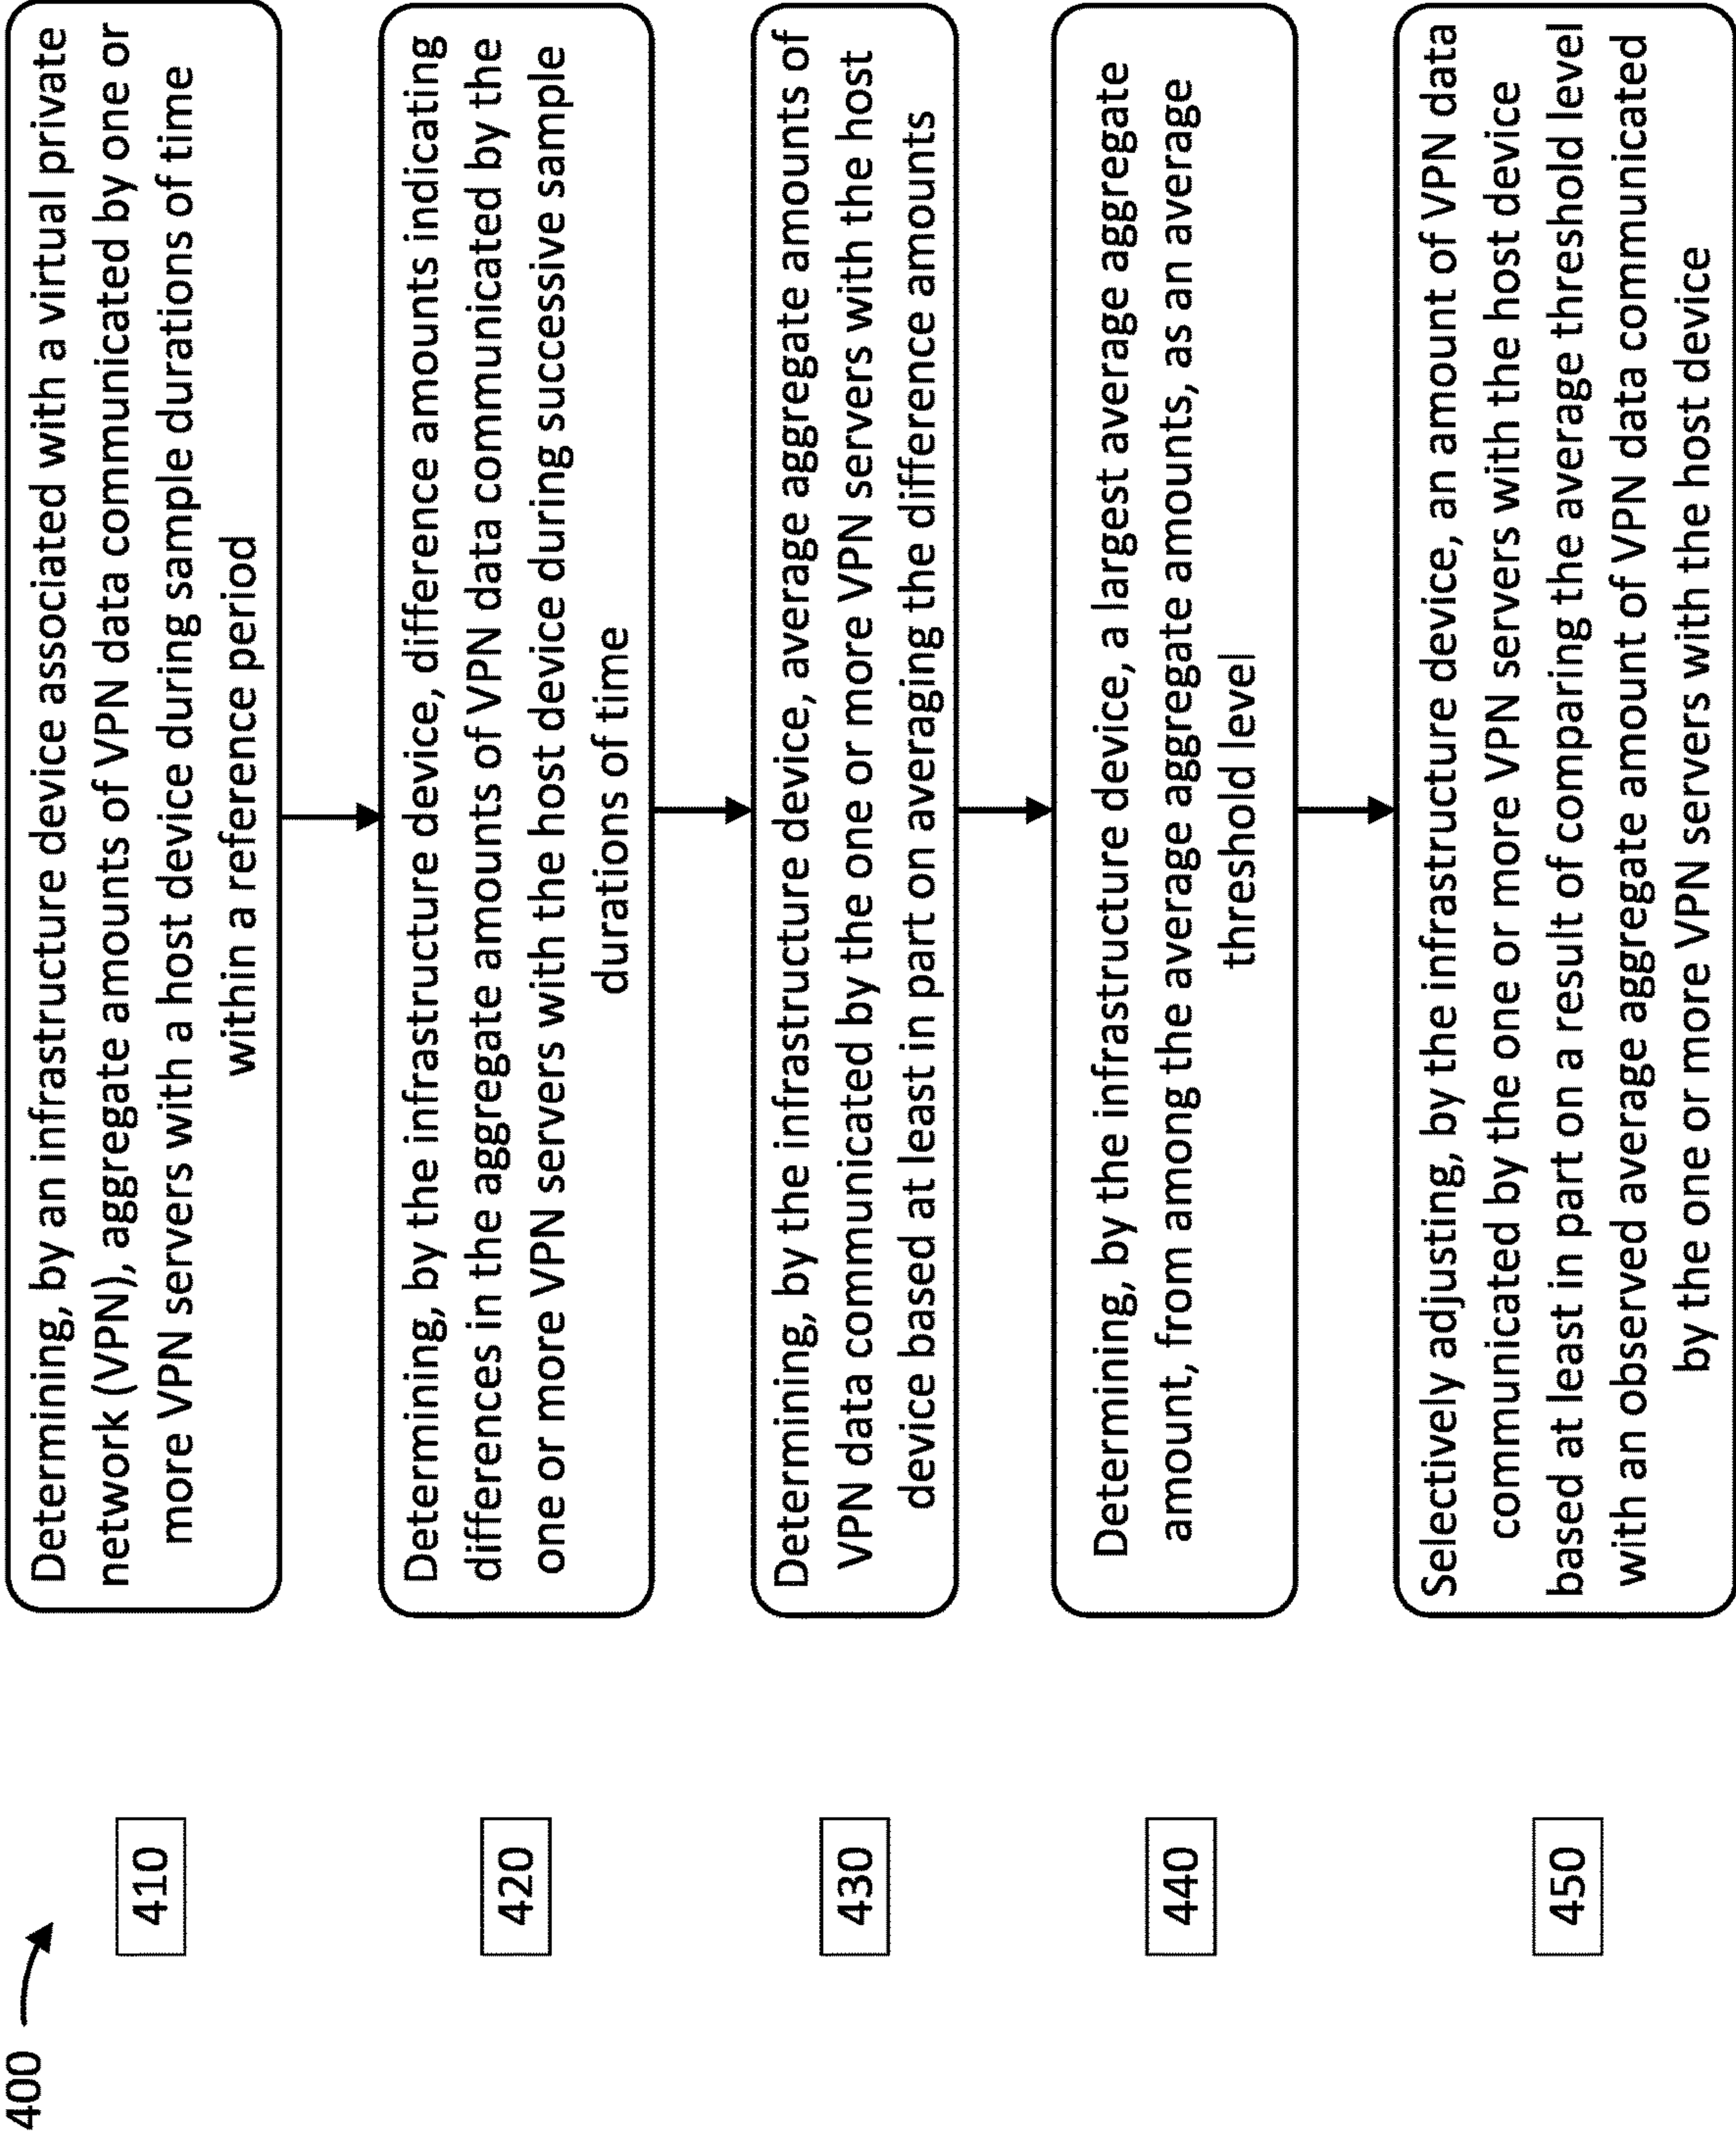 400
410
Determining, by an infrastructure device associated with a virtual private
network (VPN), aggregate amounts of VPN data communicated by one or
more VPN servers with a host device during sample durations of time
within a reference period
420
Determining, by the infrastructure device, difference amounts indicating
differences in the aggregate amounts of VPN data communicated by the
one or more VPN servers with the host device during successive sample
durations of time
430
Determining, by the infrastructure device, average aggregate amounts of
VPN data communicated by the one or more VPN servers with the host
device based at least in part on averaging the difference amounts
440
Determining, by the infrastructure device, a largest average aggregate
amount, from among the average aggregate amounts, as an average
threshold level
450
Selectively adjusting, by the infrastructure device, an amount of VPN data
communicated by the one or more VPN servers with the host device
based at least in part on a result of comparing the average threshold level
with an observed average aggregate amount of VPN data communicated
by the one or more VPN servers with the host device